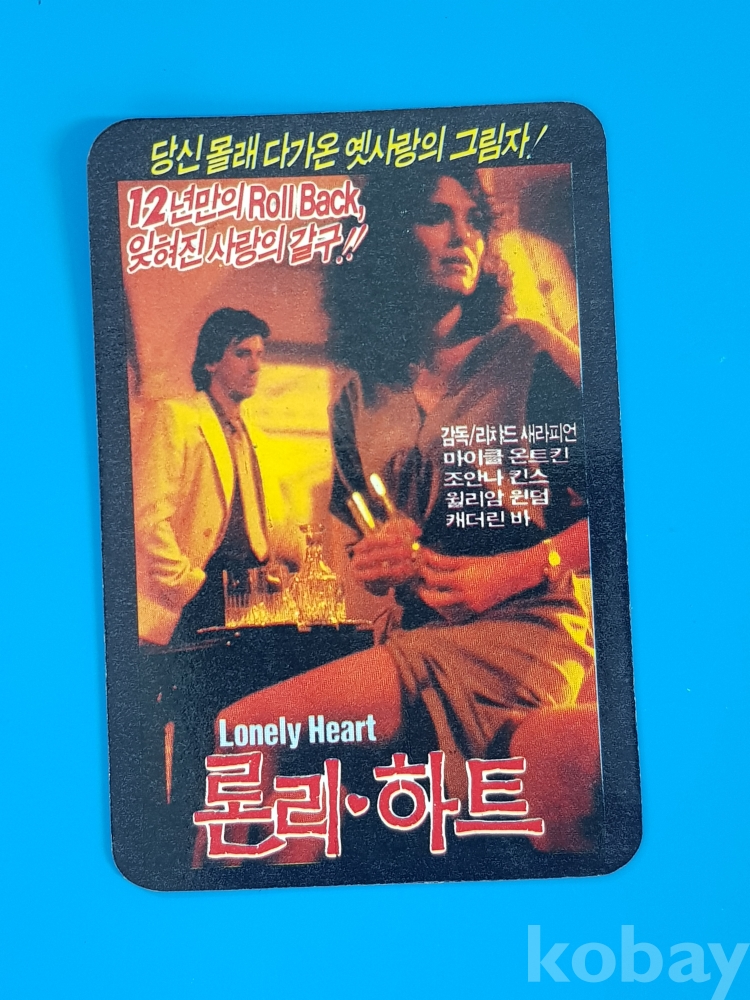 당신 몰래 다가온 옛사랑의 그림자!
12년만의 Roll Back,
잊혀진 사랑의 갈구!!
감독/리챠드 새라피언
마이클 온트킨
조안나 킨스
윌리암 윈덤
캐더린 바
Lonely Heart
론리·하트
kobay